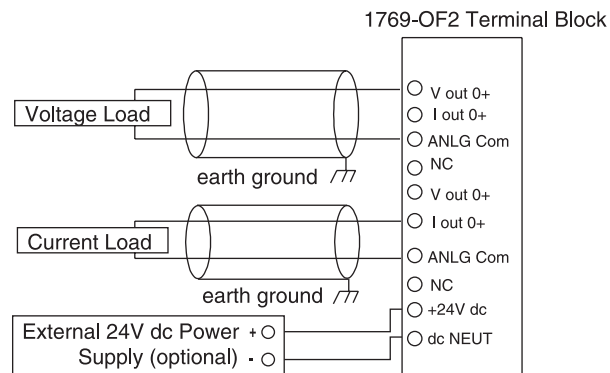 1769-OF2 Terminal Block
V out 0+
Voltage Load
I out 0+
ANLG Com
NC
earth ground
V out 0+
I out 0+
Current Load
ANLG Com
NC
earth ground
+24V dc
External 24V dc Power +
dc NEUT
Supply (optional) -